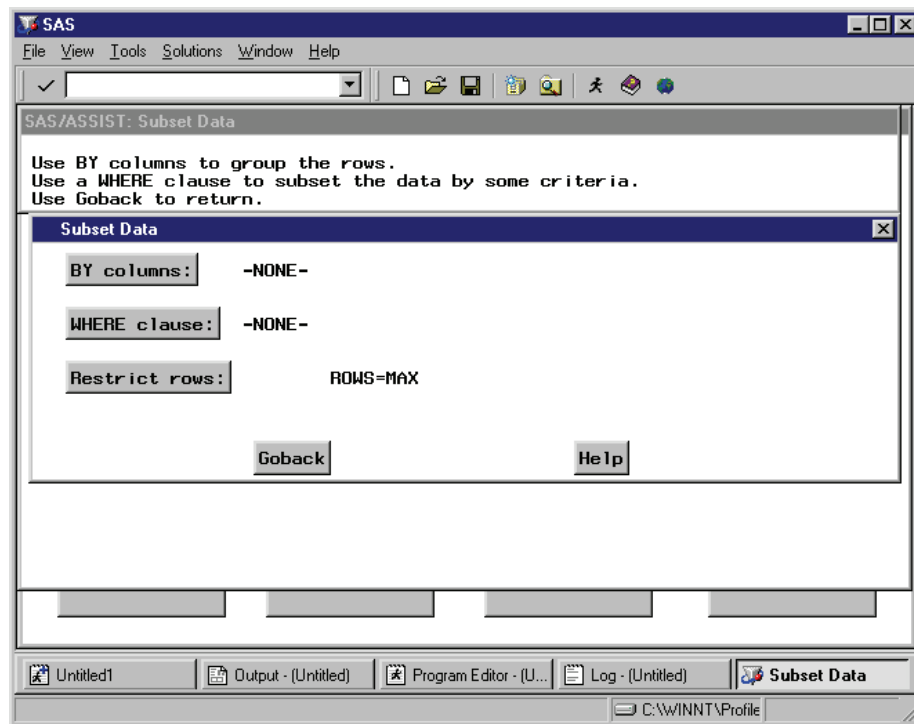 SAS
File View Tools Solutions Window Help
SAS/ASSIST: Subset Data
Use BY columns to group the rows.
Use a WHERE clause to subset the data by some criteria.
Use Goback to return.
Subset Data
BY columns: -NONE-
WHERE clause: -NONE-
Restrict rows: ROWS=MAX
Goback Help
Untitled1 Output - (Untitled) Program Editor - (U... Log - (Untitled) Subset Data
C:\WINNT\Profile